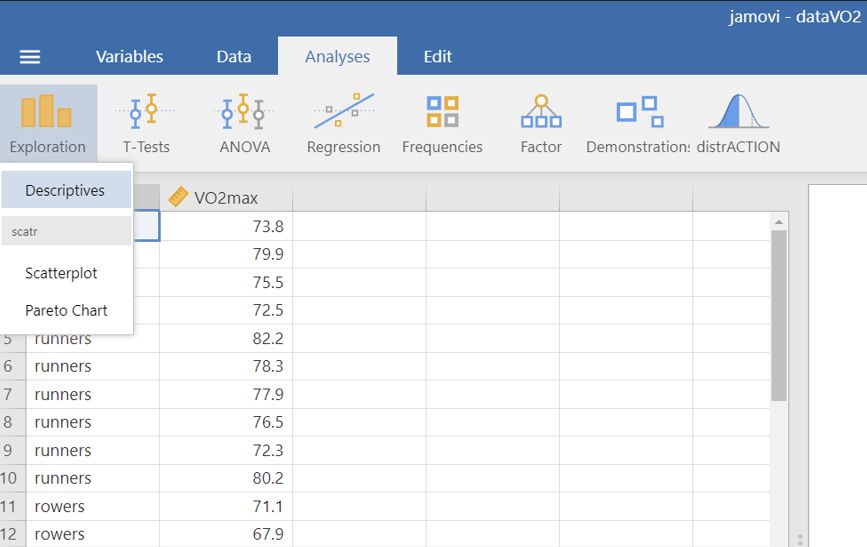 jamovi - dataVO2
Variables Data Analyses Edit
Exploration T-Tests ANOVA Regression Frequencies Factor Demonstrations distrACTION
Descriptives
VO2max
scatr
73.8
79.9
Scatterplot
75.5
Pareto Chart
72.5
5 runners 82.2
6 runners 78.3
7 runners 77.9
8 runners 76.5
9 runners 72.3
10 runners 80.2
11 rowers 71.1
12 rowers 67.9